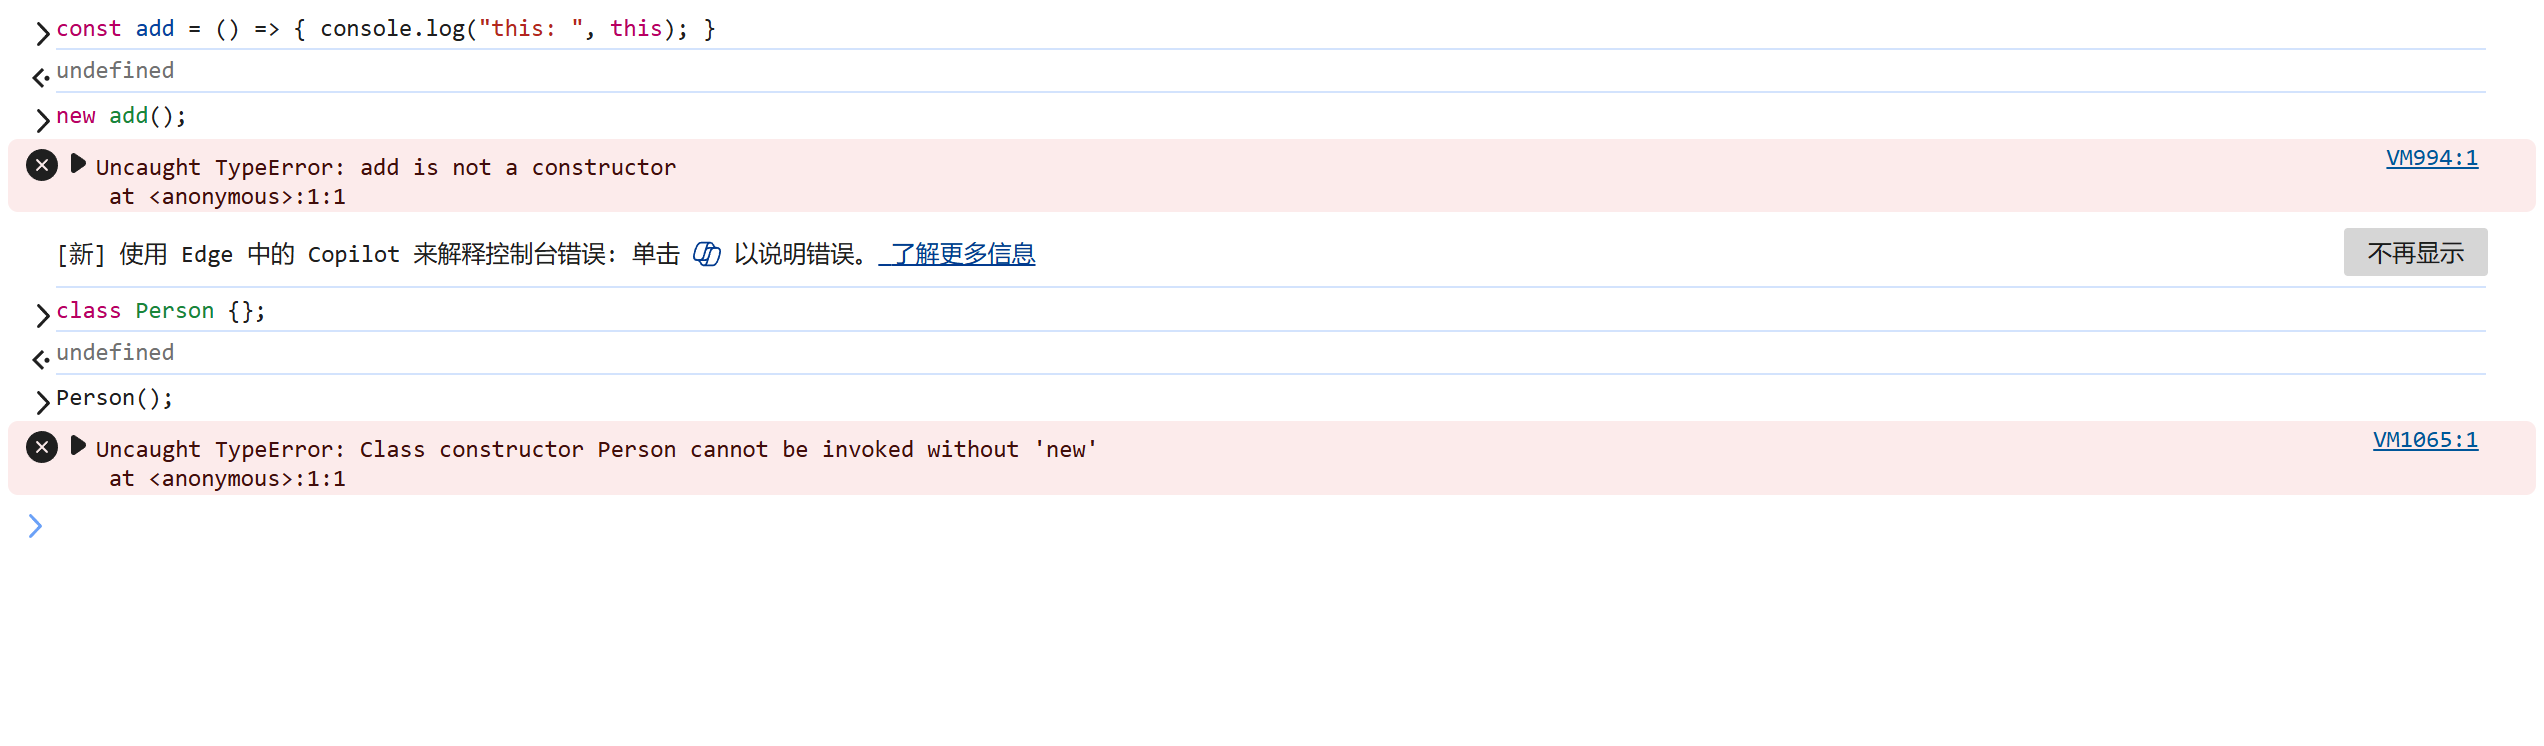 const add = () => { console.log("this: ", this); }
undefined
new add();
Uncaught TypeError: add is not a constructor
VM994:1
at <anonymous>:1:1
[新] 使用 Edge 中的 Copilot 来解释控制台错误: 单击 以说明错误。 了解更多信息
不再显示
class Person {};
undefined
Person();
Uncaught TypeError: Class constructor Person cannot be invoked without 'new'
VM1065:1
at <anonymous>:1:1